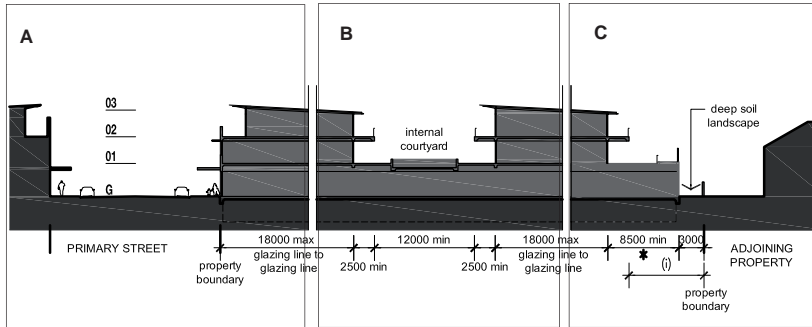 A
B
C
03
02
01
G
internal
courtyard
deep soil
landscape
PRIMARY STREET
property
boundary
18000 max
glazing line to
glazing line
2500 min
12000 min
2500 min
18000 max
glazing line to
glazing line
8500 min
3000
*
(i)
ADJOINING
PROPERTY
property
boundary